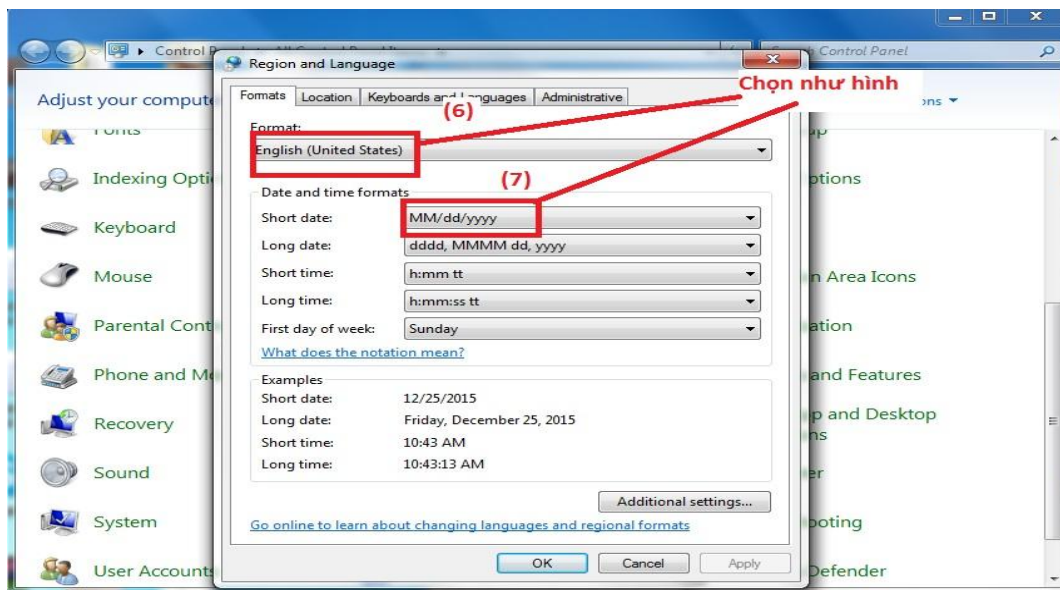 Control
Control Panel
Region and Language
Chọn như hình
Adjust your compute
Formats
Location
Keyboards and
Administrative
(6)
Format:
English (United States)
(7)
Date and time formats
Short date:
MM/dd/yyyy
Long date:
dddd, MMMM dd, yyyy
Short time:
h:mm tt
Long time:
h:mm:ss tt
First day of week:
Sunday
What does the notation mean?
Examples
Short date:
12/25/2015
Long date:
Friday, December 25, 2015
Short time:
10:43 AM
Long time:
10:43:13 AM
Additional settings...
Go online to learn about changing languages and regional formats
OK
Cancel
Apply
Fonts
Indexing Opti
Keyboard
Mouse
Parental Cont
Phone and Mo
Recovery
Sound
System
User Accounts
ptions
n Area Icons
ation
and Features
p and Desktop
ns
er
ooting
Defender